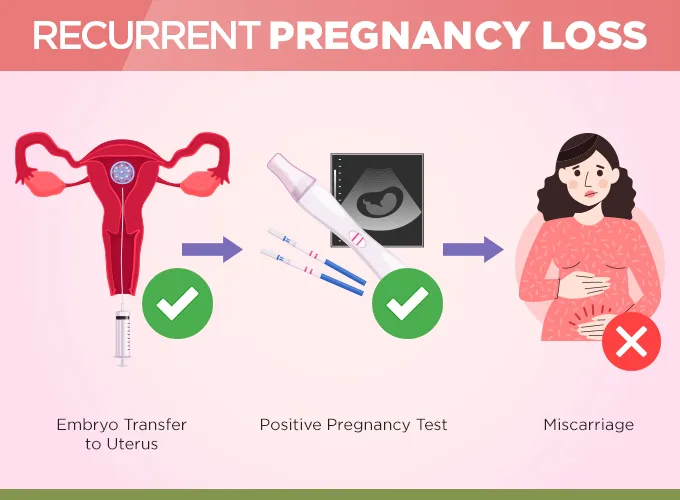 RECURRENT PREGNANCY LOSS
Embryo Transfer
to Uterus
Positive Pregnancy Test
Miscarriage